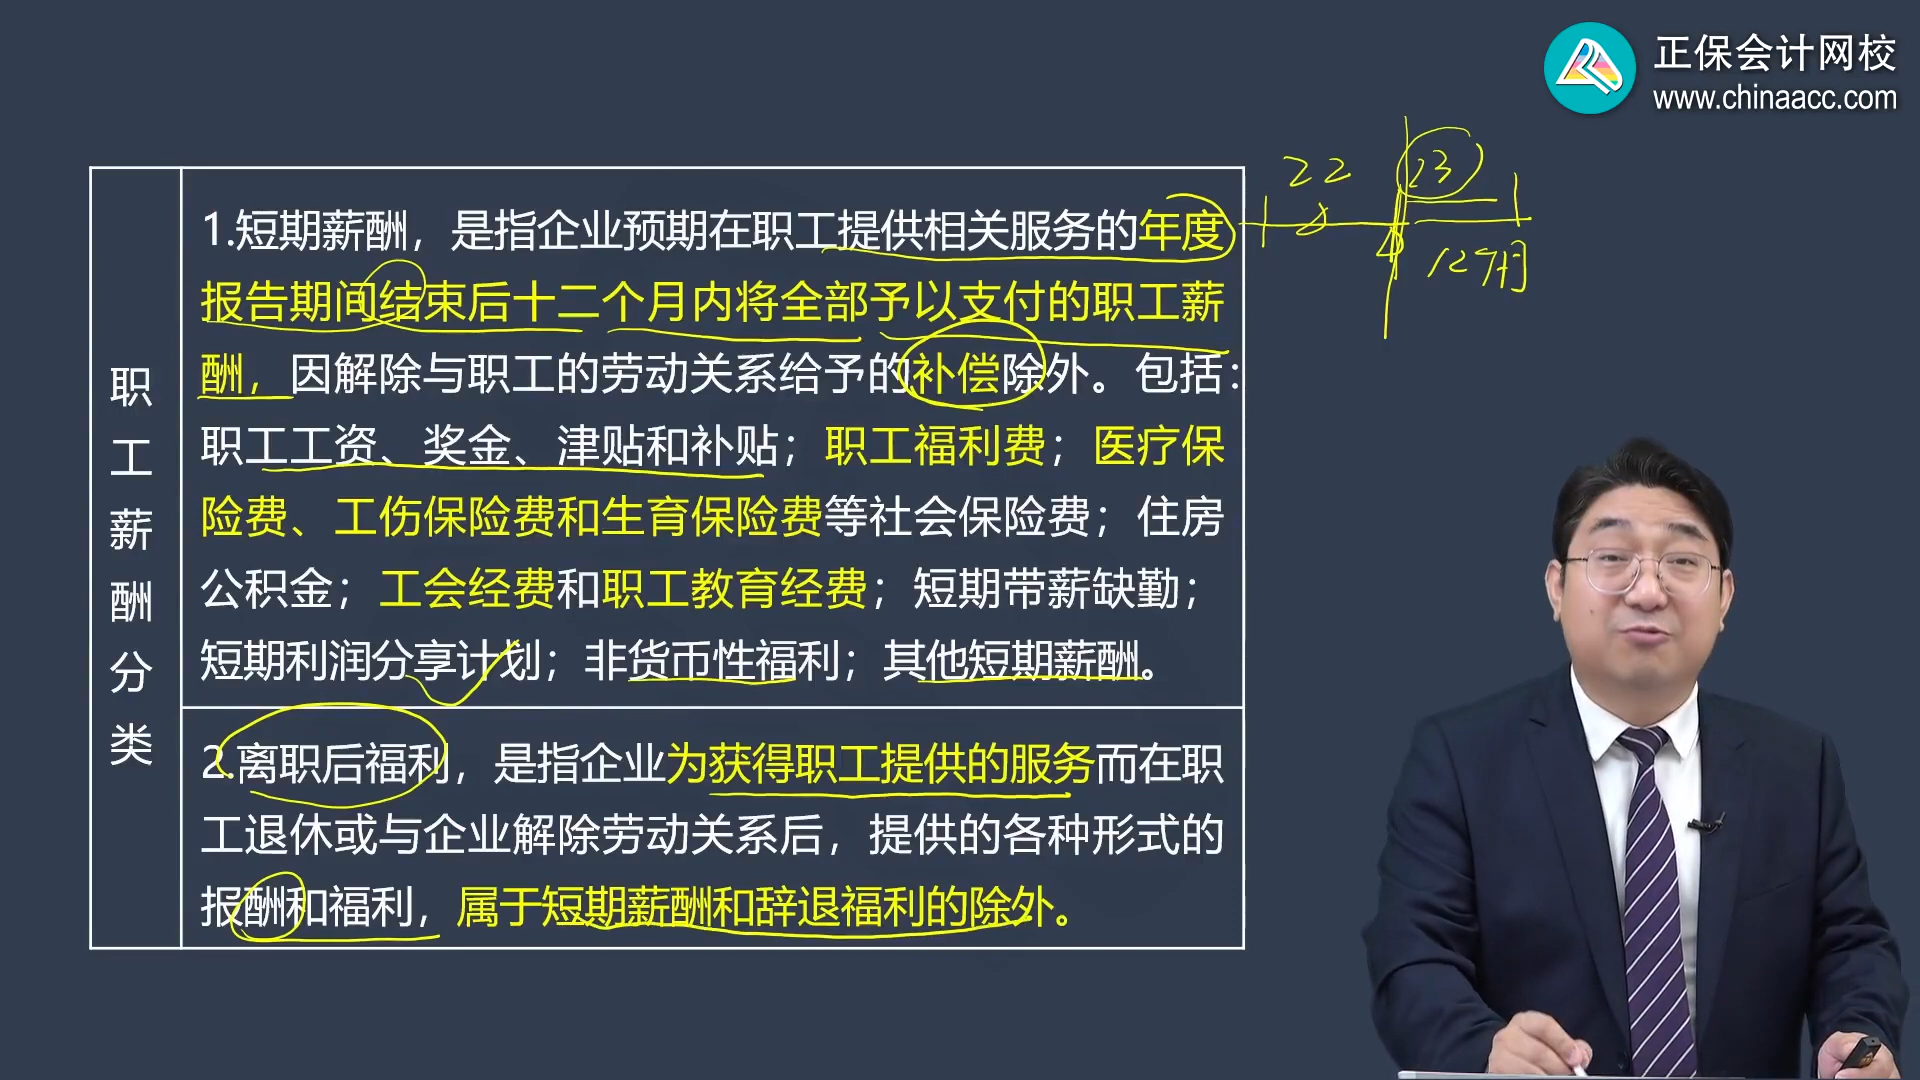 正保会计网校
www.chinaacc.com
22
23
12个月
职工薪酬分类
1.短期薪酬，是指企业预期在职工提供相关服务的年度
报告期间结束后十二个月内将全部予以支付的职工薪
酬，因解除与职工的劳动关系给予的补偿除外。包括：
职工工资、奖金、津贴和补贴；职工福利费；医疗保
险费、工伤保险费和生育保险费等社会保险费；住房
公积金；工会经费和职工教育经费；短期带薪缺勤；
短期利润分享计划；非货币性福利；其他短期薪酬。
2.离职后福利，是指企业为获得职工提供的服务而在职
工退休或与企业解除劳动关系后，提供的各种形式的
报酬和福利，属于短期薪酬和辞退福利的除外。